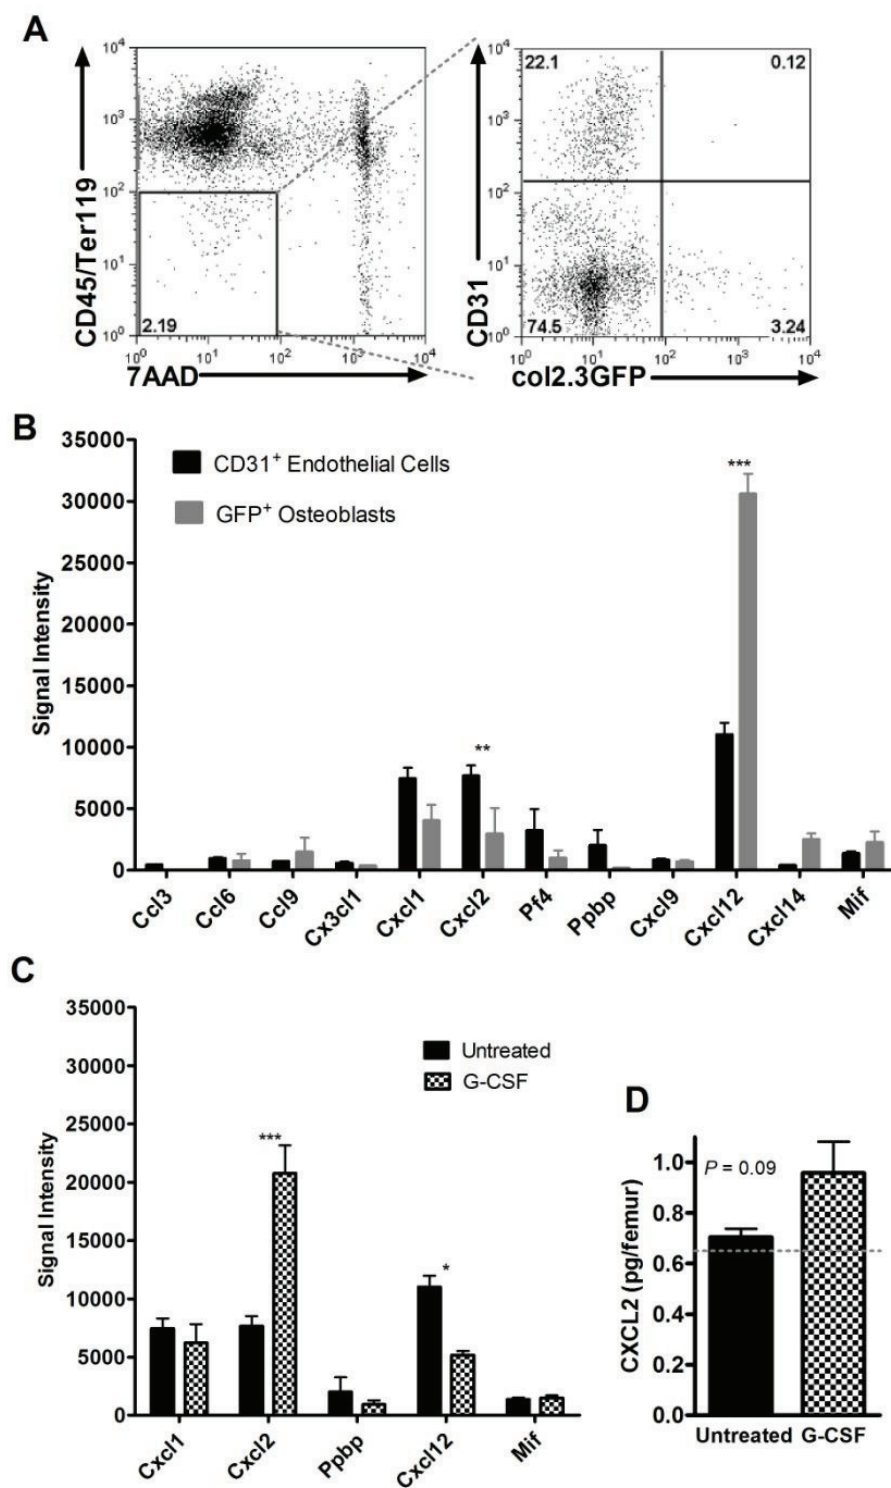 A
CD45/Ter119
10^4
10^3
10^2
10^1
10^0
2.19
10^0 10^1 10^2 10^3 10^4
7AAD
CD31
10^4
10^3
10^2
10^1
10^0
22.1 0.12
74.5 3.24
10^0 10^1 10^2 10^3 10^4
col2.3GFP
B
Signal Intensity
35000
30000
25000
20000
15000
10000
5000
0
CD31+ Endothelial Cells
GFP+ Osteoblasts
***
**
Ccl3 Ccl6 Ccl9 Cx3cl1 Cxcl1 Cxcl2 Pf4 Ppbp Cxcl9 Cxcl12 Cxcl14 Mif
C
Signal Intensity
35000
30000
25000
20000
15000
10000
5000
0
Untreated
G-CSF
***
*
Cxcl1 Cxcl2 Ppbp Cxcl12 Mif
D
CXCL2 (pg/femur)
1.0
0.8
0.6
0.4
0.2
0.0
P = 0.09
Untreated G-CSF